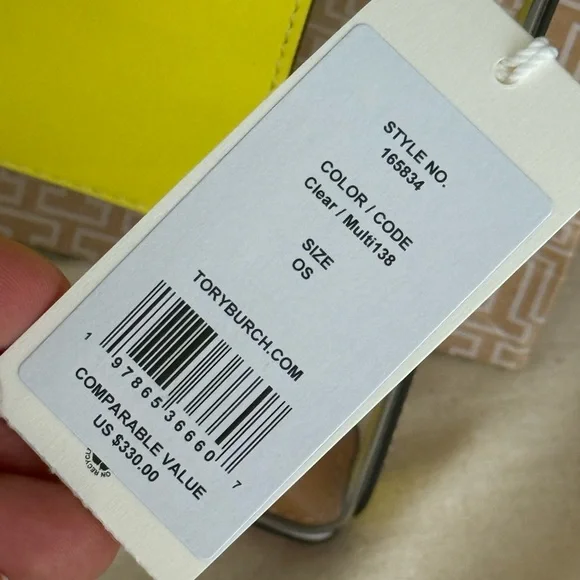 STYLE NO.
165834
COLOR / CODE
Clear / Multi138
SIZE
OS
TORYBURCH.COM
1 97865 36660 7
COMPARABLE VALUE
US $330.00